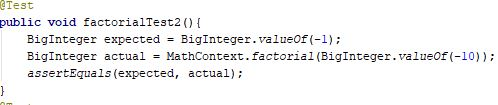 @Test
public void factorialTest2(){
    BigInteger expected = BigInteger.valueOf(-1);
    BigInteger actual = MathContext.factorial(BigInteger.valueOf(-10));
    assertEquals(expected, actual);
}